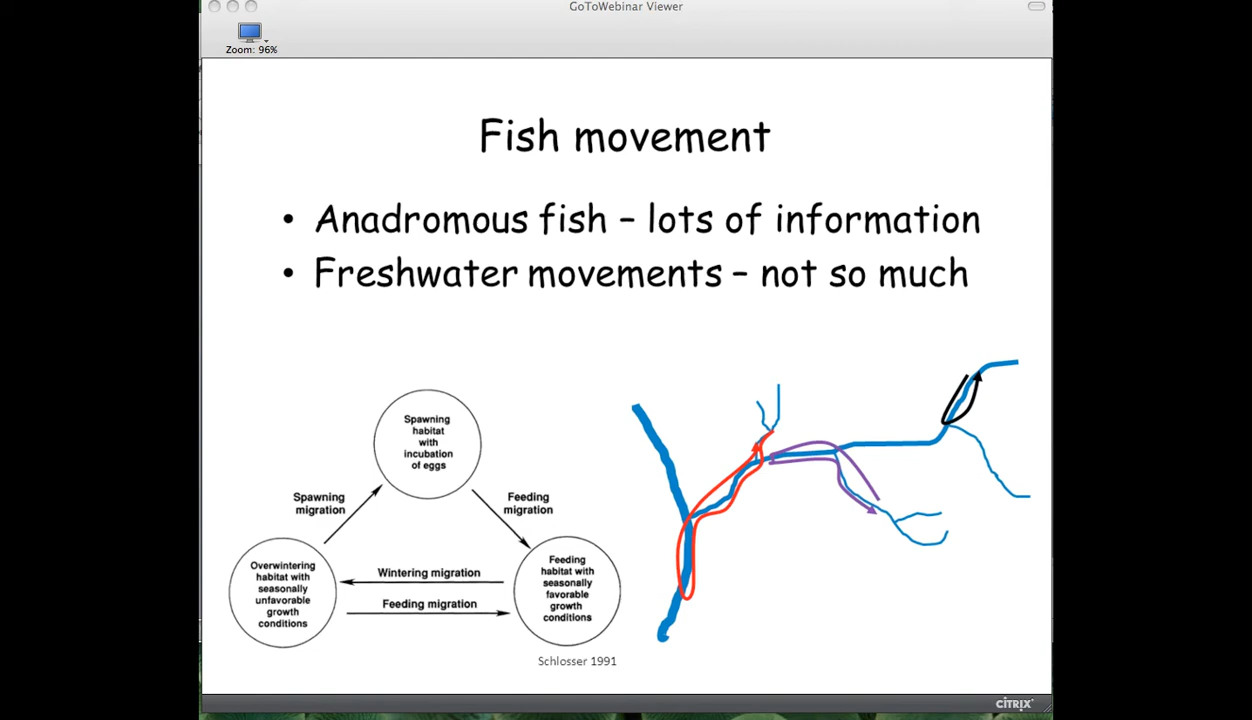 GoToWebinar Viewer
Zoom: 96%
Fish movement
• Anadromous fish – lots of information
• Freshwater movements – not so much
Spawning
habitat
with
incubation
of eggs
Spawning
migration
Feeding
migration
Overwintering
habitat with
seasonally
unfavorable
growth
conditions
Wintering migration
Feeding migration
Feeding
habitat with
seasonally
favorable
growth
conditions
Schlosser 1991
CITRIX